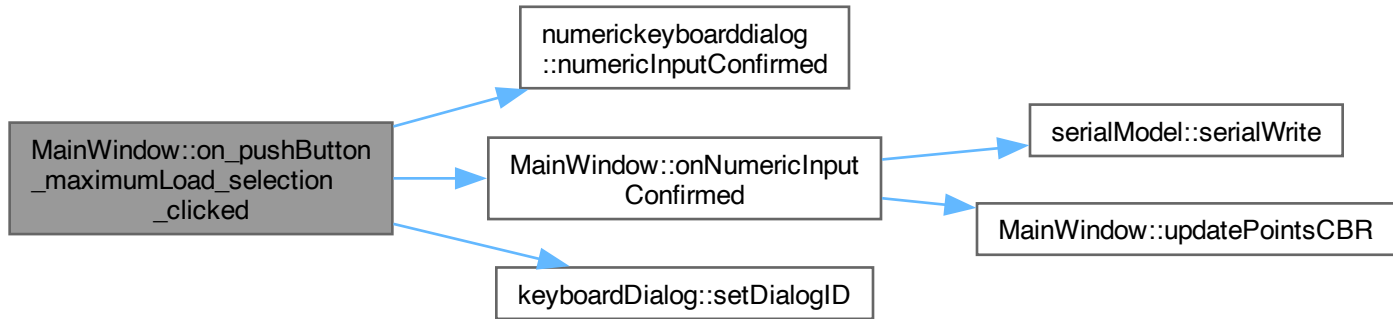 MainWindow::on_pushButton
_maximumLoad_selection
_clicked
numerickeyboarddialog
::numericInputConfirmed
MainWindow::onNumericInput
Confirmed
keyboardDialog::setDialogID
serialModel::serialWrite
MainWindow::updatePointsCBR